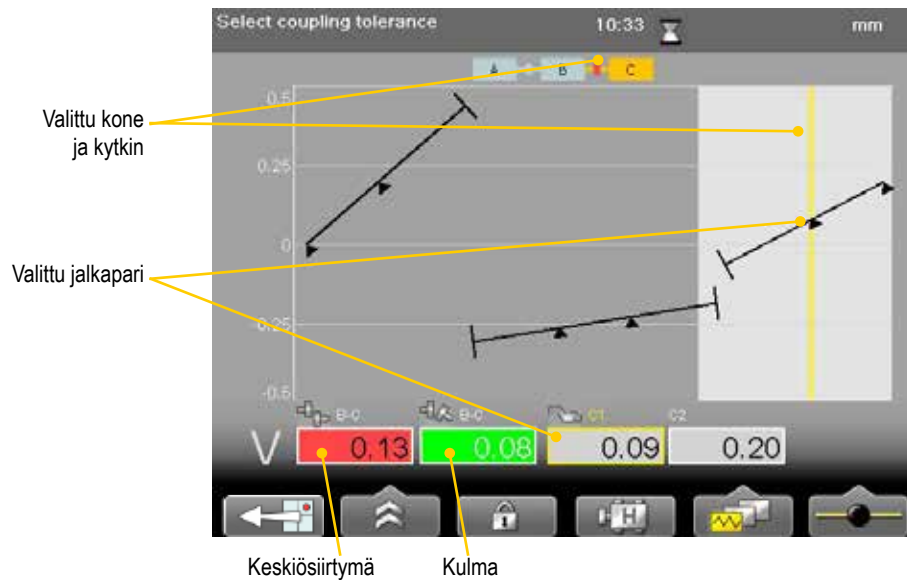 Select coupling tolerance 10:33 mm
A B C
0.5
Valittu kone
ja kytkin
0.25
0
Valittu jalkapari
-0.25
-0.5
B-C B-C C1 C2
V 0.13 0.08 0.09 0.20
H
Keskiösiirtymä Kulma